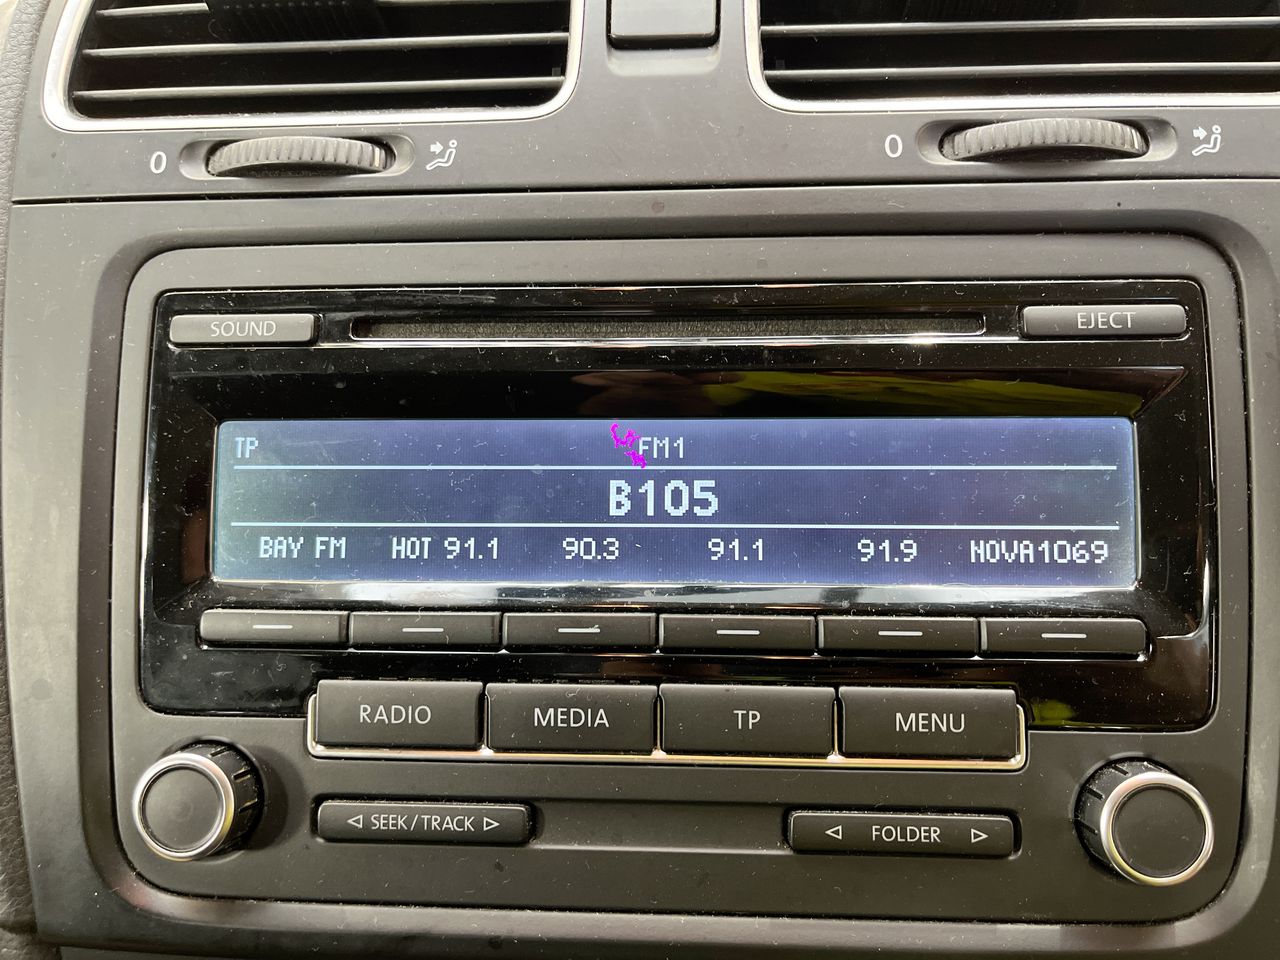 0 0
SOUND EJECT
TP FM1
B105
BAY FM HOT 91.1 90.3 91.1 91.9 NOVA1069
RADIO MEDIA TP MENU
SEEK/TRACK FOLDER